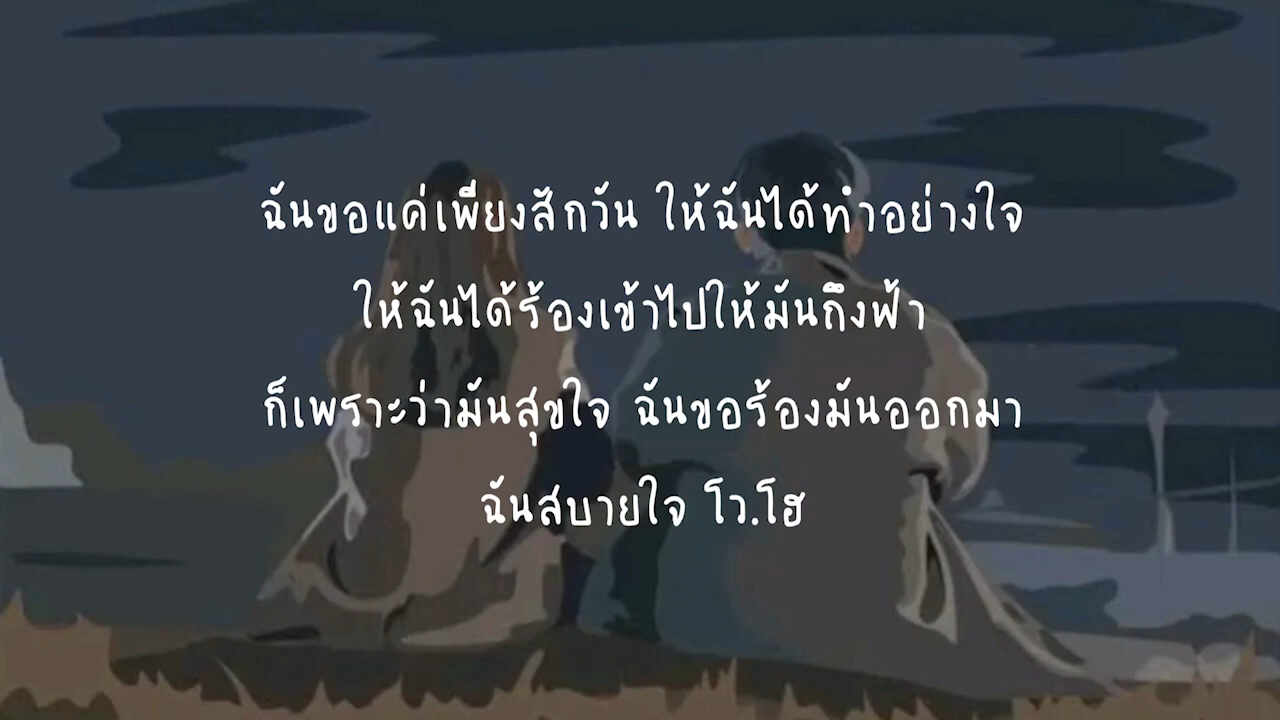 ฉันขอแค่เพียงสักวัน ให้ฉันได้ทำอย่างใจ
ให้ฉันได้ร้องเข้าไปให้มันถึงฟ้า
ก็เพราะว่ามันสุขใจ ฉันขอร้องมันออกมา
ฉันสบายใจ โว.โฮ